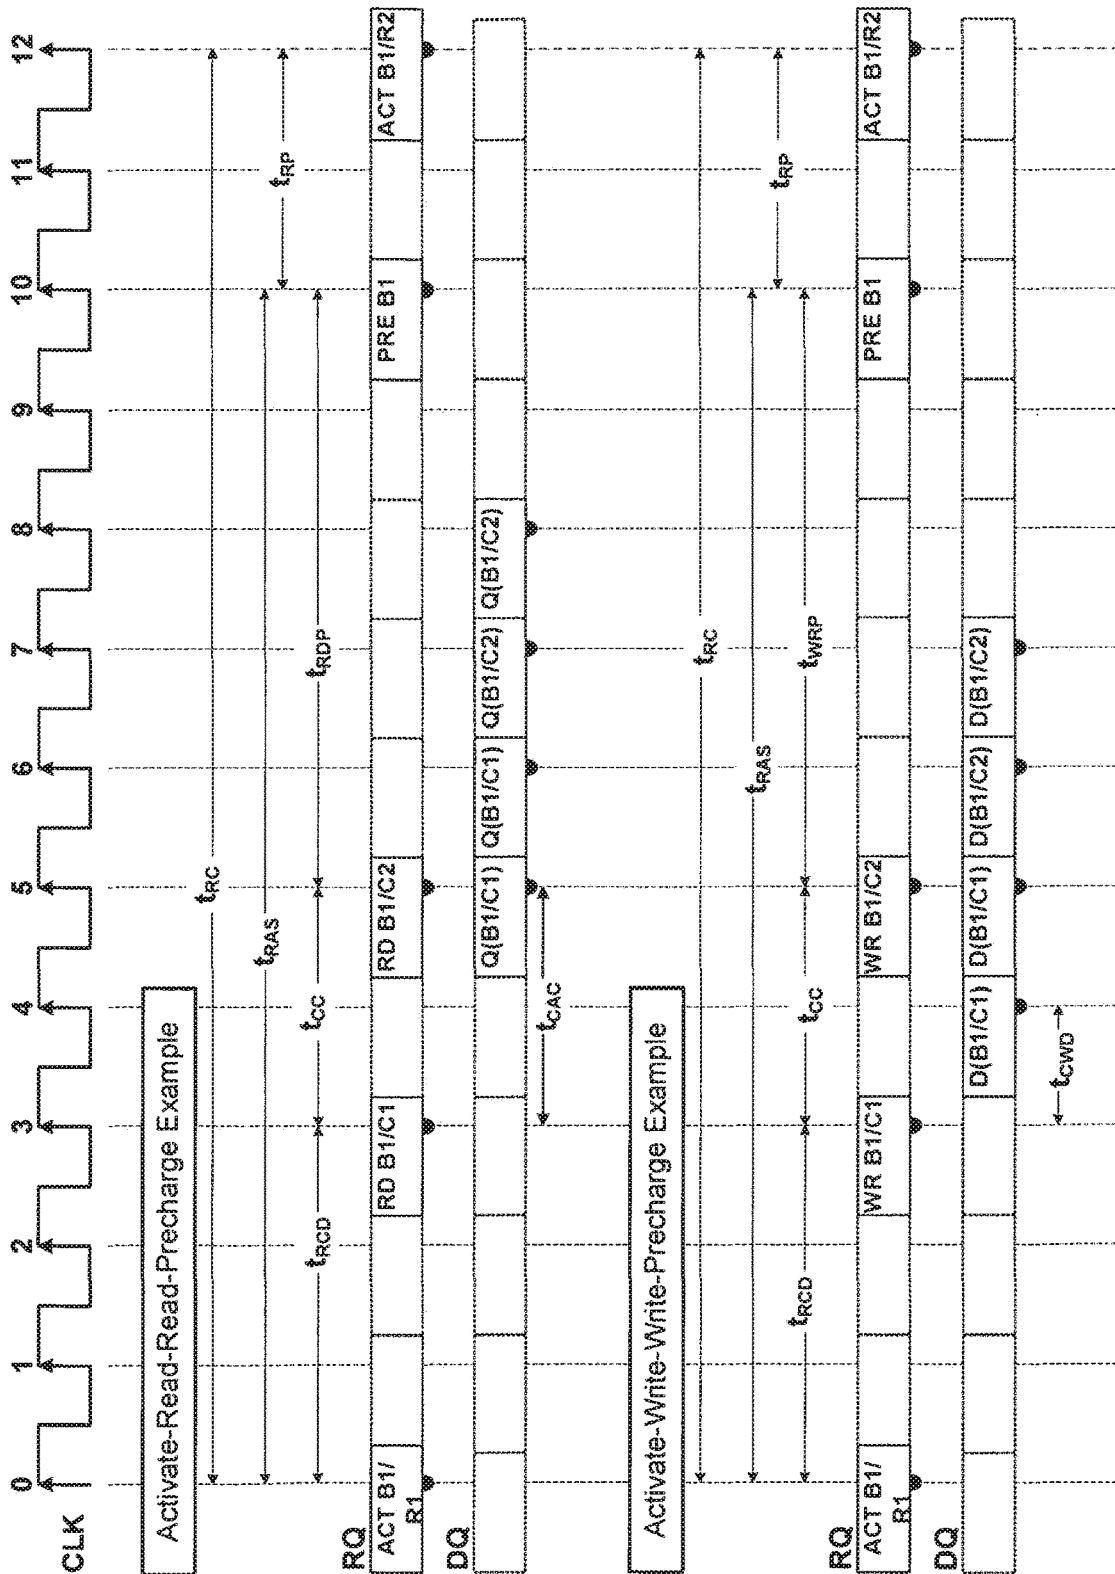 0 1 2 3 4 5 6 7 8 9 10 11 12
CLK
Activate-Read-Read-Precharge Example
tRC
tRAS
tRP
tRCD tCC tRDP
RQ
ACT B1/
R1
RD B1/C1 RD B1/C2 PRE B1 ACT B1/R2
DQ
Q(B1/C1) Q(B1/C1) Q(B1/C2) Q(B1/C2)
tCAC
Activate-Write-Write-Precharge Example
tRC
tRAS
tRP
tRCD tCC tWRP
RQ
ACT B1/
R1
WR B1/C1 WR B1/C2 PRE B1 ACT B1/R2
DQ
D(B1/C1) D(B1/C1) D(B1/C2) D(B1/C2)
tCWD